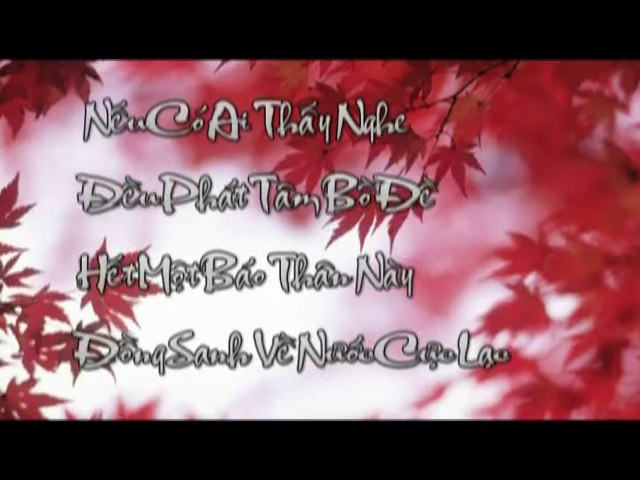 Nếu Có Ai Thấy Nghe
Đều Phát Tâm Bồ Đề
Hết Một Báo Thân Này
Đồng Sanh Về Nước Cực Lạc